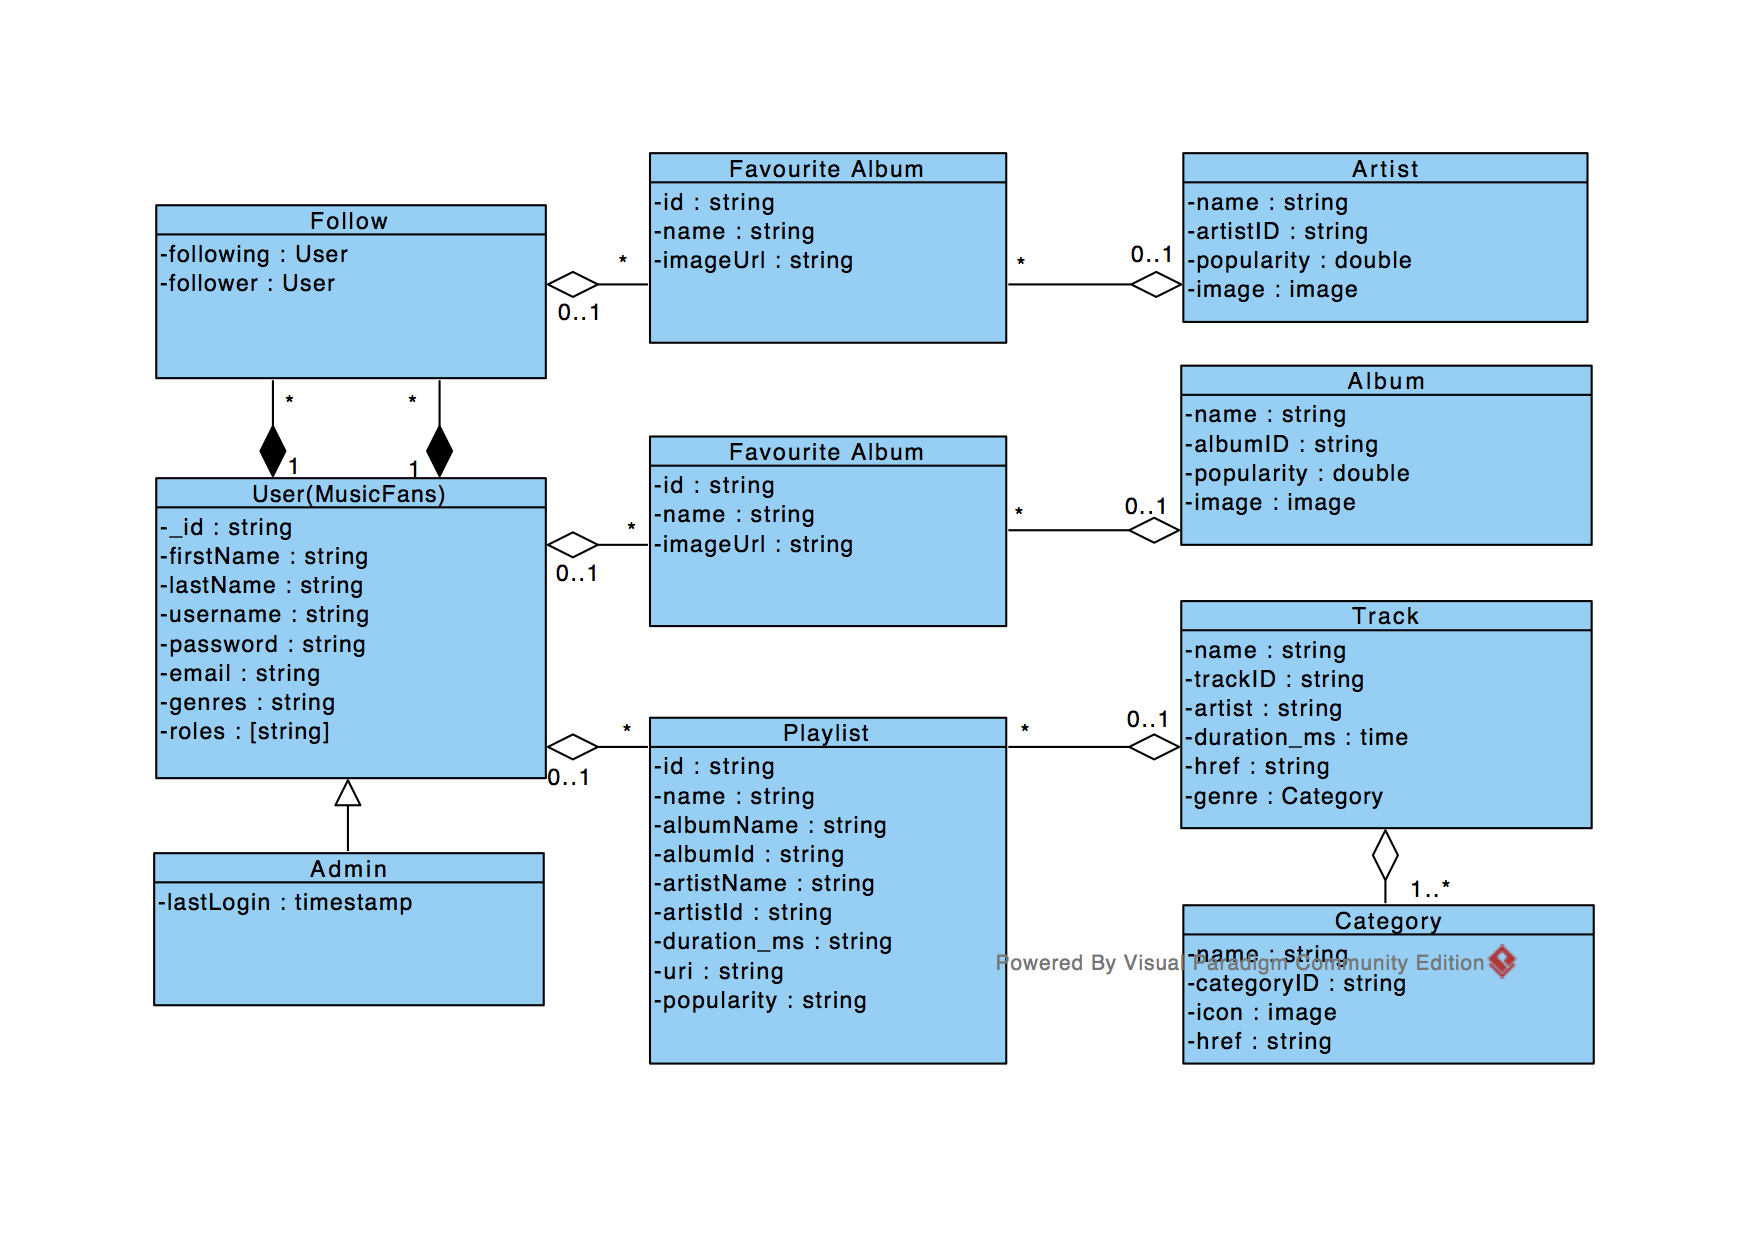 Follow
-following : User
-follower : User
*
*
1
1
0..1
*
Favourite Album
-id : string
-name : string
-imageUrl : string
*
0..1
Artist
-name : string
-artistID : string
-popularity : double
-image : image
User(MusicFans)
-_id : string
-firstName : string
-lastName : string
-username : string
-password : string
-email : string
-genres : string
-roles : [string]
*
0..1
Favourite Album
-id : string
-name : string
-imageUrl : string
*
0..1
Album
-name : string
-albumID : string
-popularity : double
-image : image
*
0..1
Playlist
-id : string
-name : string
-albumName : string
-albumId : string
-artistName : string
-artistId : string
-duration_ms : string
-uri : string
-popularity : string
*
0..1
Track
-name : string
-trackID : string
-artist : string
-duration_ms : time
-href : string
-genre : Category
1..*
Admin
-lastLogin : timestamp
Category
-name : string
-categoryID : string
-icon : image
-href : string
Powered By Visual Paradigm Community Edition